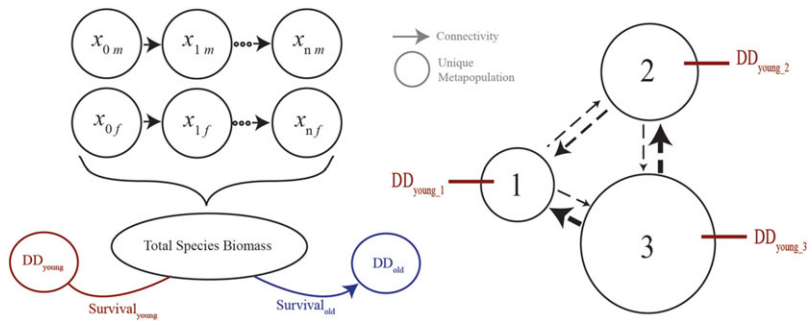 x0 m x1 m xn m
x0 f x1 f xn f
Total Species Biomass
DDyoung
DDold
Survivalyoung
Survivalold
Connectivity
Unique
Metapopulation
2
DDyoung_2
DDyoung_1
1
3
DDyoung_3